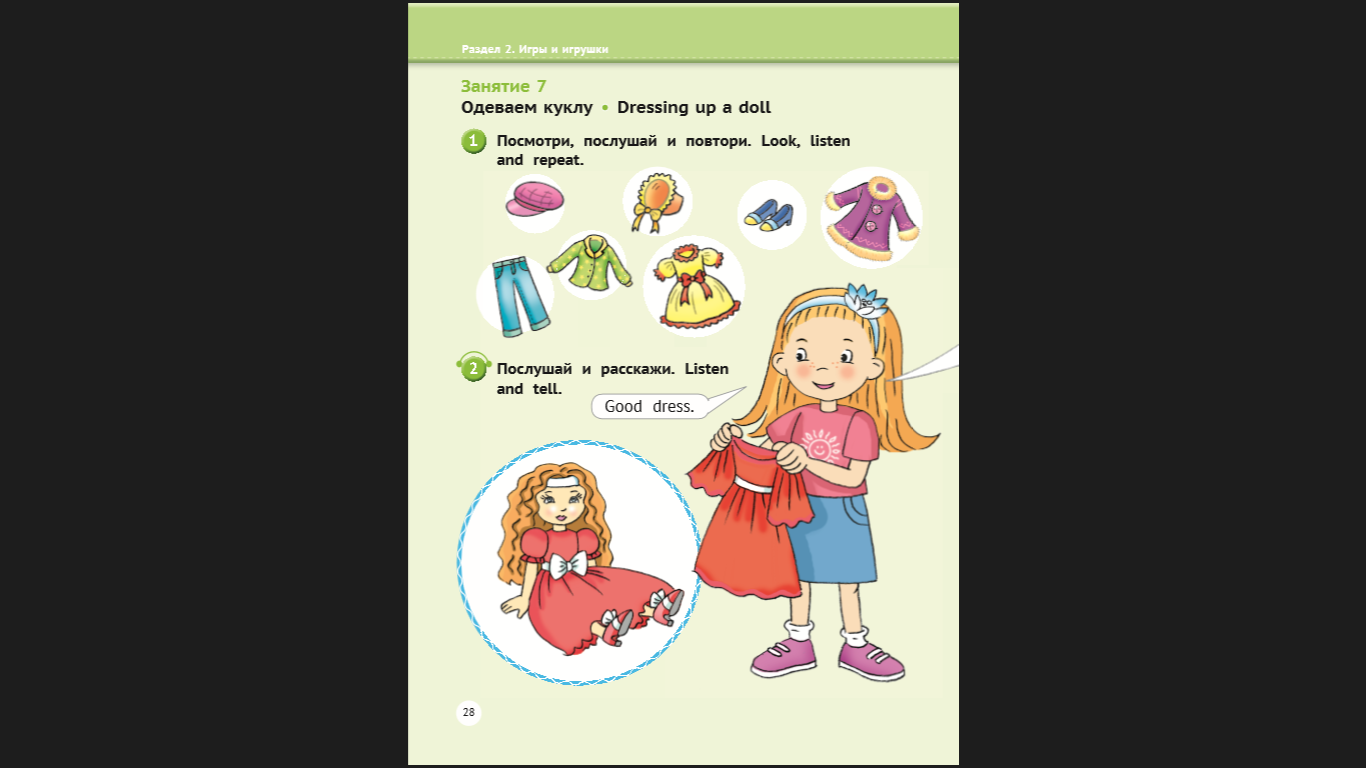 Раздел 2. Игры и игрушки
Занятие 7
Одеваем куклу • Dressing up a doll
1 Посмотри, послушай и повтори. Look, listen
and repeat.
2 Послушай и расскажи. Listen
and tell.
Good dress.
28